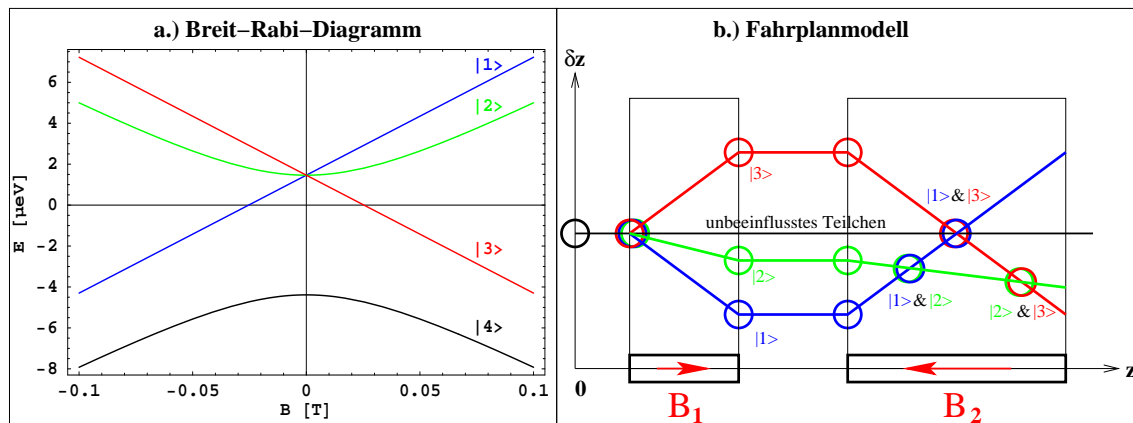 a.) Breit−Rabi−Diagramm
6
4
2
0
−2
−4
−6
−8
E [µeV]
|1>
|2>
|3>
|4>
−0.1
−0.05
0
0.05
0.1
B [T]
b.) Fahrplanmodell
δz
|3>
|1>&|3>
unbeeinflusstes Teilchen
|2>
|1>&|2>
|2>&|3>
|1>
0
z
B1
B2